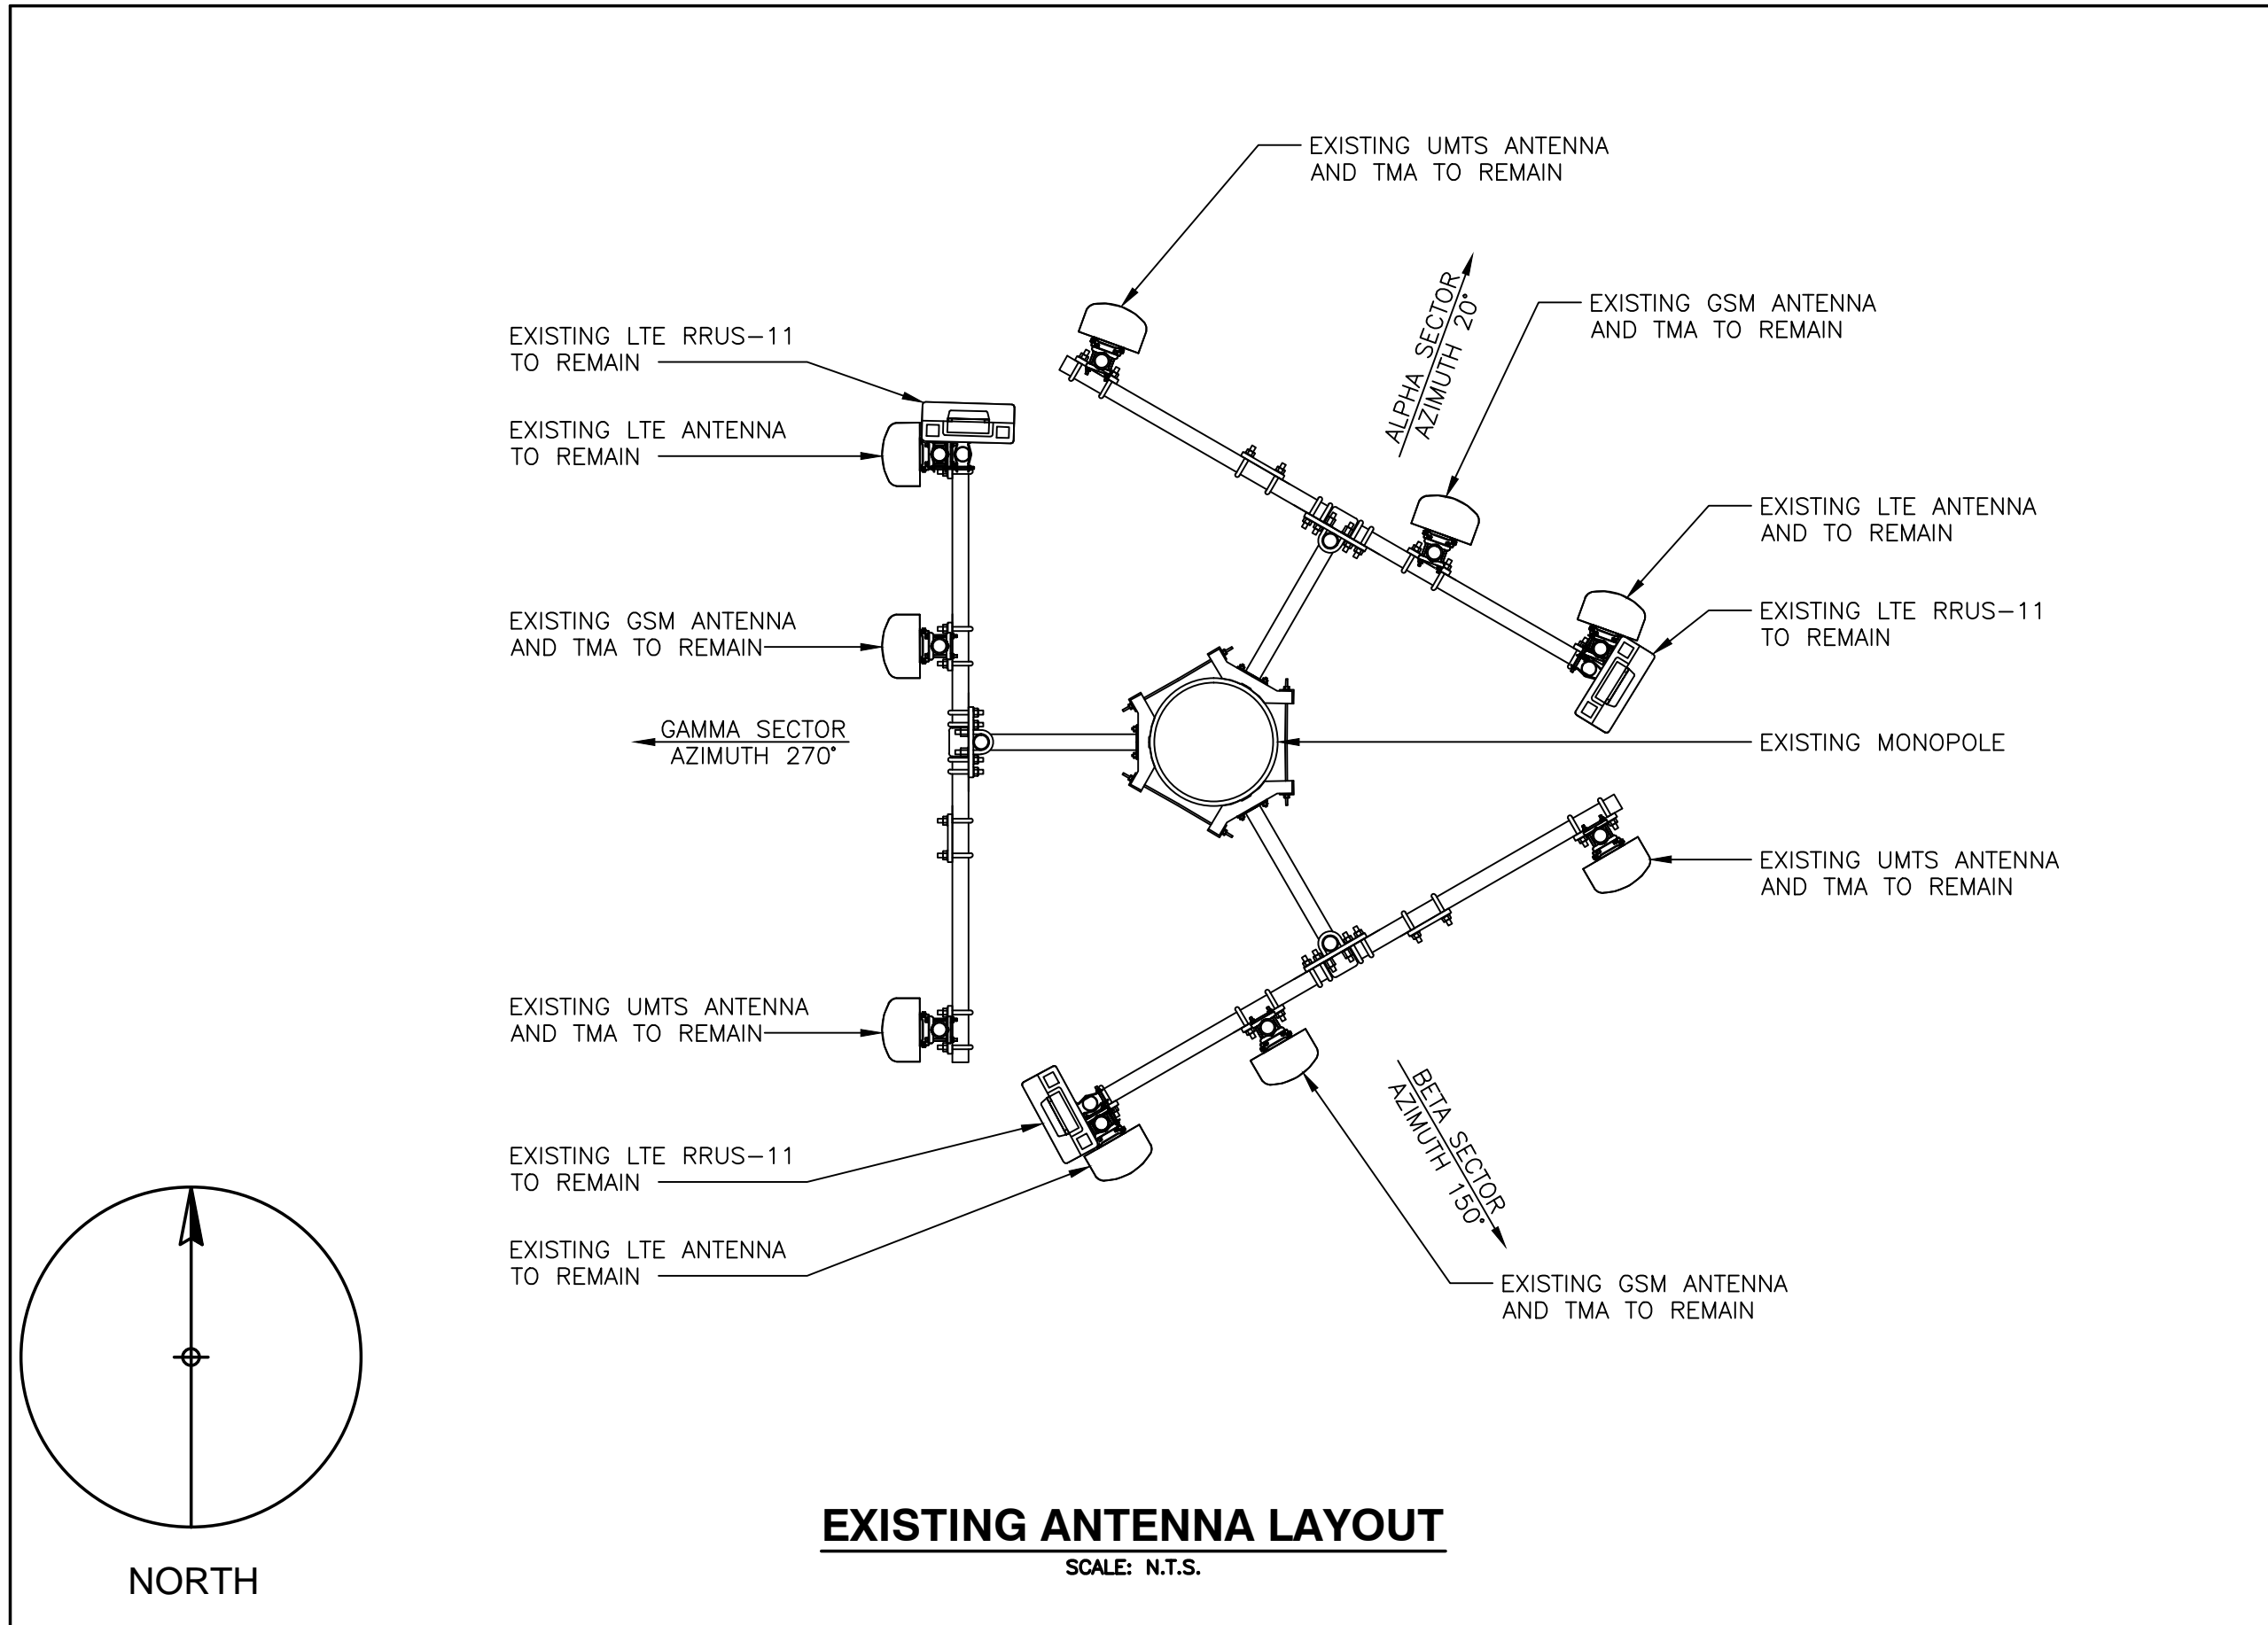 EXISTING UMTS ANTENNA
AND TMA TO REMAIN
ALPHA SECTOR
AZIMUTH 20°
EXISTING GSM ANTENNA
AND TMA TO REMAIN
EXISTING LTE RRUS-11
TO REMAIN
EXISTING LTE ANTENNA
TO REMAIN
EXISTING LTE ANTENNA
AND TO REMAIN
EXISTING GSM ANTENNA
AND TMA TO REMAIN
EXISTING LTE RRUS-11
TO REMAIN
GAMMA SECTOR
AZIMUTH 270°
EXISTING MONOPOLE
EXISTING UMTS ANTENNA
AND TMA TO REMAIN
EXISTING UMTS ANTENNA
AND TMA TO REMAIN
BETA SECTOR
AZIMUTH 150°
EXISTING LTE RRUS-11
TO REMAIN
EXISTING LTE ANTENNA
TO REMAIN
EXISTING GSM ANTENNA
AND TMA TO REMAIN
EXISTING ANTENNA LAYOUT
SCALE: N.T.S.
NORTH